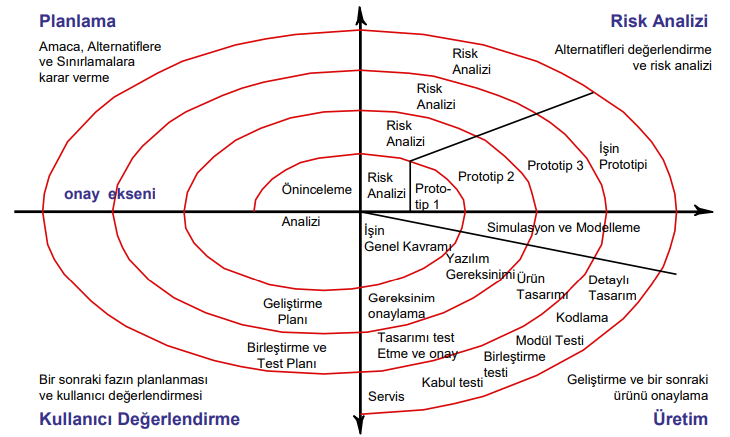 Planlama
Amaca, Alternatiflere
ve Sınırlamalara
karar verme
Risk Analizi
Alternatifleri değerlendirme
ve risk analizi
Risk
Analizi
Risk
Analizi
Risk
Analizi
Risk
Analizi
Proto-
tip 1
Prototip 2
Prototip 3
İşin
Prototipi
onay ekseni
Öninceleme
Analizi
İşin
Genel Kavramı
Simulasyon ve Modelleme
Yazılım
Gereksinimi
Ürün
Tasarımı
Detaylı
Tasarım
Geliştirme
Planı
Gereksinim
onaylama
Kodlama
Birleştirme ve
Test Planı
Tasarımı test
Etme ve onay
Modül Testi
Birleştirme
testi
Kabul testi
Servis
Bir sonraki fazın planlanması
ve kullanıcı değerlendirmesi
Kullanıcı Değerlendirme
Geliştirme ve bir sonraki
ürünü onaylama
Üretim